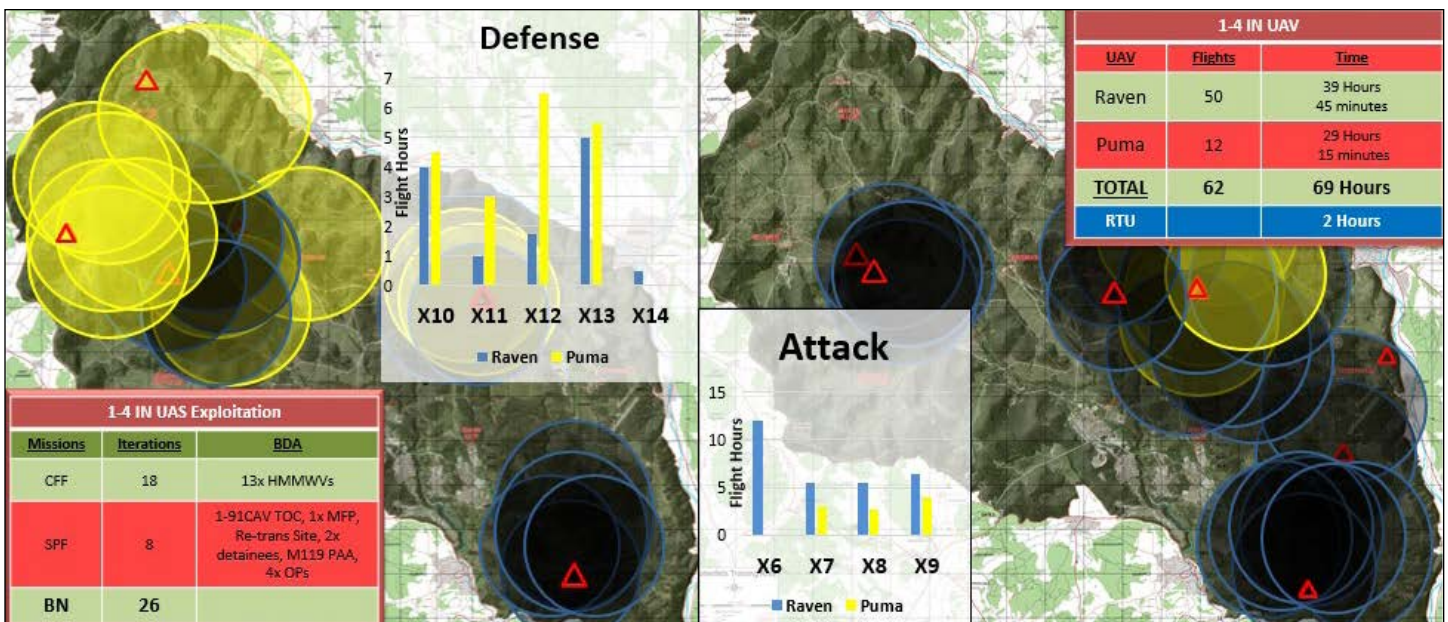 Defense
7
6
5
4
3
2
1
0
Flight Hours
X10 X11 X12 X13 X14
Raven Puma
1-4 IN UAS Exploitation
Missions Iterations BDA
CFF 18 13x HMMWVs
SPF 8 1-91CAV TOC, 1x MFP,
Re-trans Site, 2x
detainees, M119 PAA,
4x OPs
BN 26
Attack
15
10
5
0
Flight Hours
X6 X7 X8 X9
Raven Puma
1-4 IN UAV
UAV Flights Time
Raven 50 39 Hours
45 minutes
Puma 12 29 Hours
15 minutes
TOTAL 62 69 Hours
RTU 2 Hours